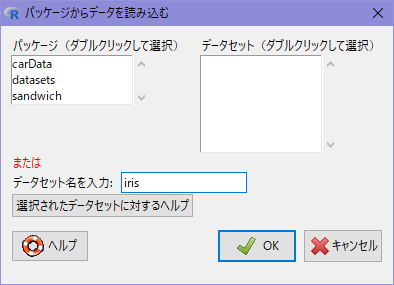 パッケージからデータを読み込む
パッケージ（ダブルクリックして選択）
データセット（ダブルクリックして選択）
carData
datasets
sandwich
または
データセット名を入力:
iris
選択されたデータセットに対するヘルプ
ヘルプ
OK
キャンセル